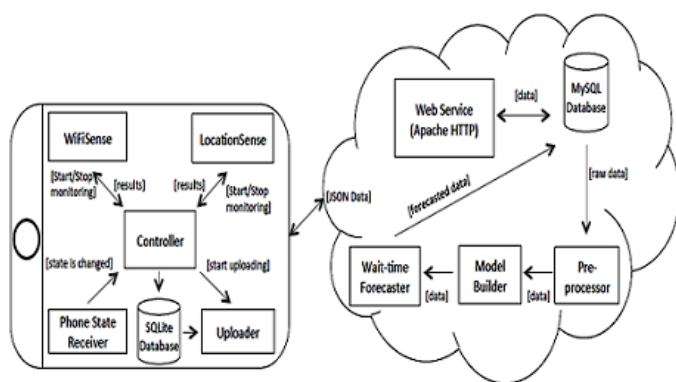 WiFiSense
LocationSense
[Start/Stop
monitoring]
[results]
[results]
[Start/Stop
monitoring]
Controller
[state is changed]
[start uploading]
Phone State
Receiver
SQLite
Database
Uploader
[JSON Data]
Web Service
(Apache HTTP)
[data]
MySQL
Database
[forecasted data]
[raw data]
Wait-time
Forecaster
[data]
Model
Builder
[data]
Pre-
processor